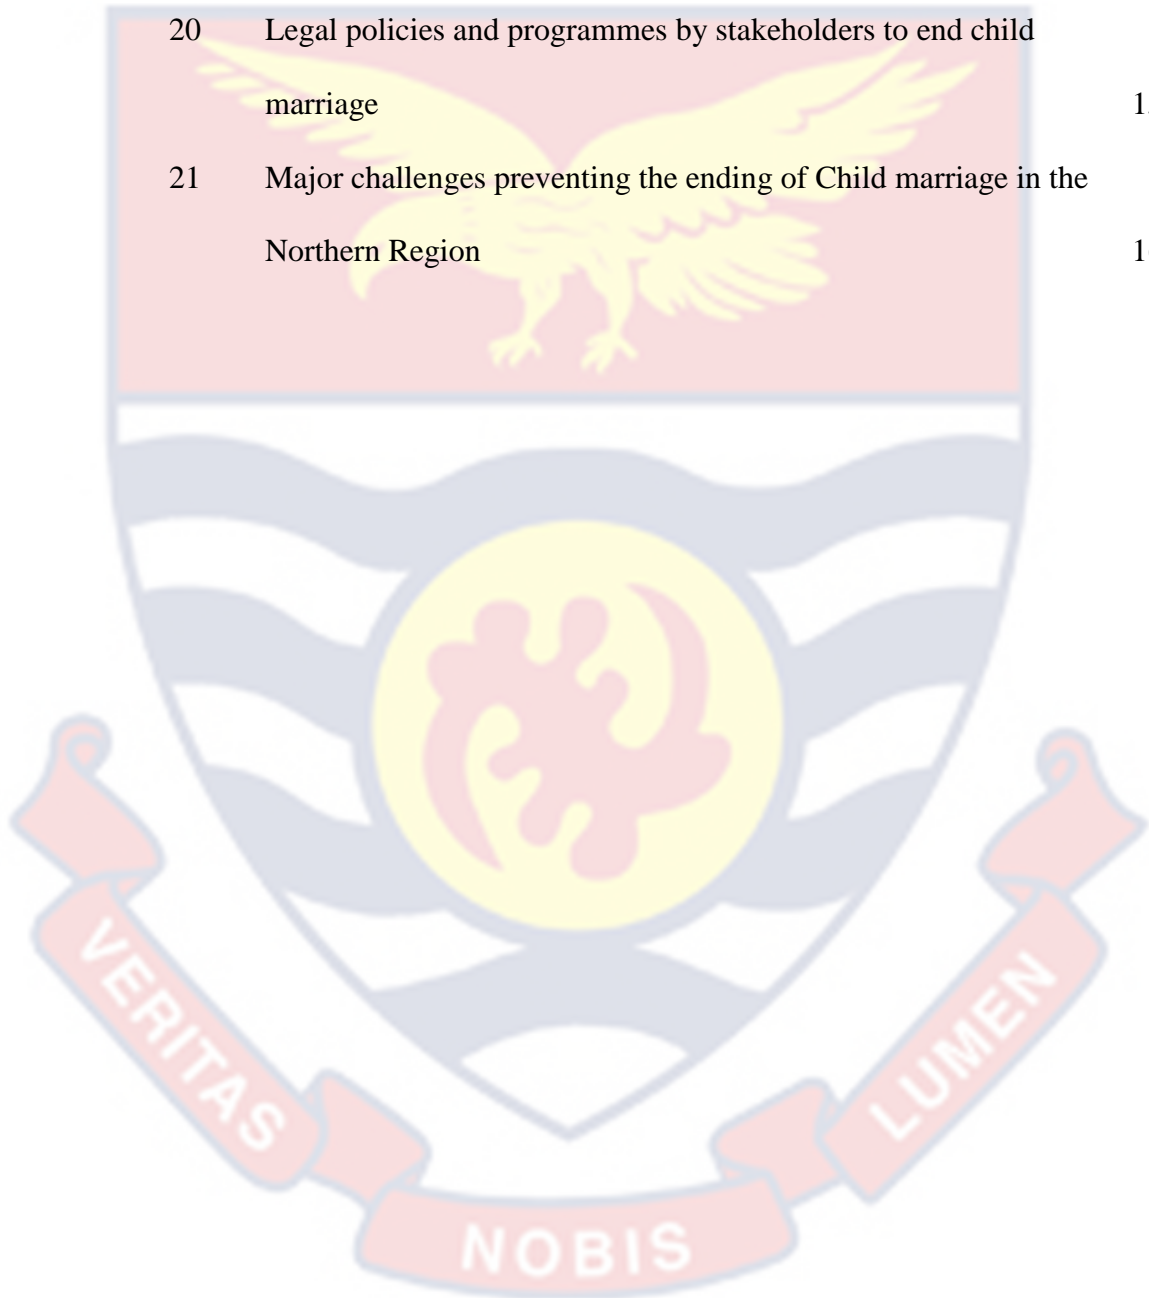 20 Legal policies and programmes by stakeholders to end child
marriage
21 Major challenges preventing the ending of Child marriage in the
Northern Region
VERITAS
NOBIS
LUMEN